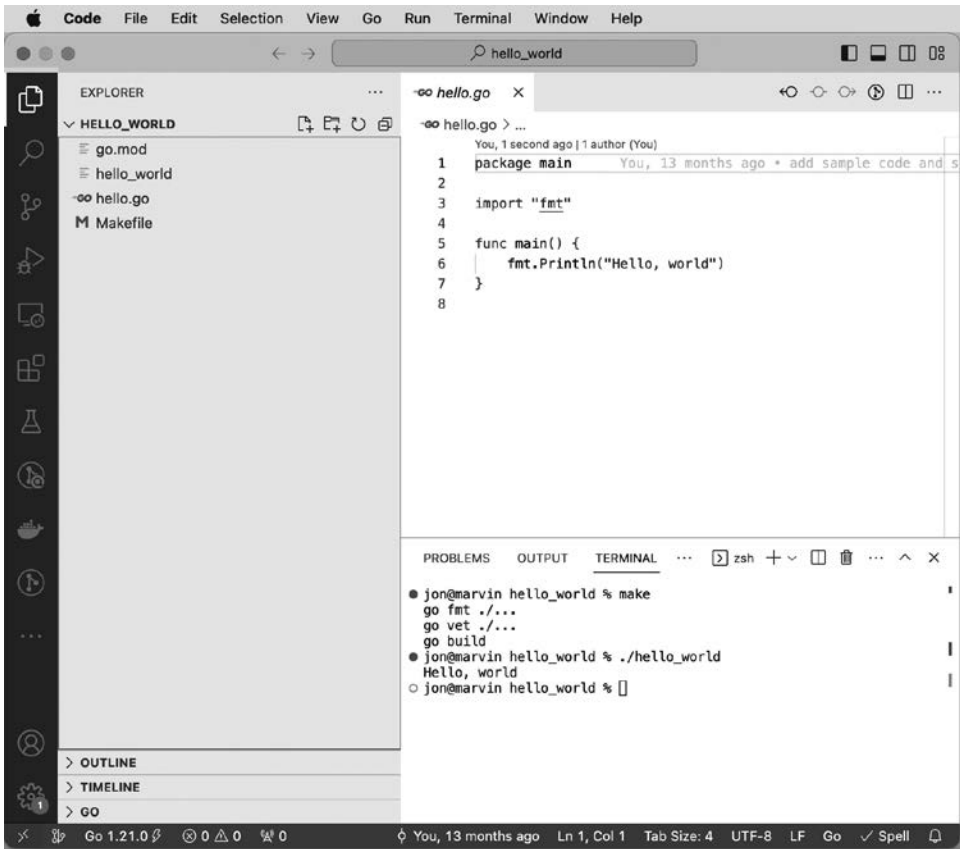 Code File Edit Selection View Go Run Terminal Window Help
hello_world
EXPLORER
HELLO_WORLD
go.mod
hello_world
GO hello.go
M Makefile
GO hello.go
GO hello.go > ...
You, 1 second ago | 1 author (You)
1 package main You, 13 months ago • add sample code and s
2
3 import "fmt"
4
5 func main() {
6 fmt.Println("Hello, world")
7 }
8
PROBLEMS OUTPUT TERMINAL ... zsh
jon@marvin hello_world % make
go fmt ./...
go vet ./...
go build
jon@marvin hello_world % ./hello_world
Hello, world
jon@marvin hello_world %
OUTLINE
TIMELINE
GO
1
Go 1.21.0 0 0 0 You, 13 months ago Ln 1, Col 1 Tab Size: 4 UTF-8 LF Go Spell